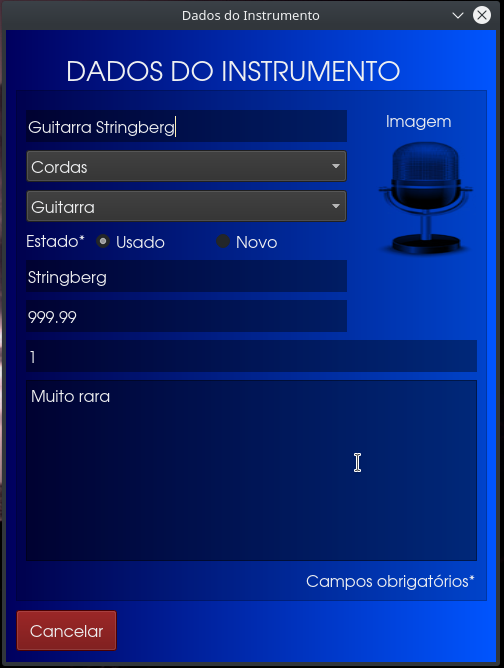 Dados do Instrumento
DADOS DO INSTRUMENTO
Guitarra Stringberg
Imagem
Cordas
Guitarra
Estado* Usado Novo
Stringberg
999.99
1
Muito rara
Campos obrigatórios*
Cancelar